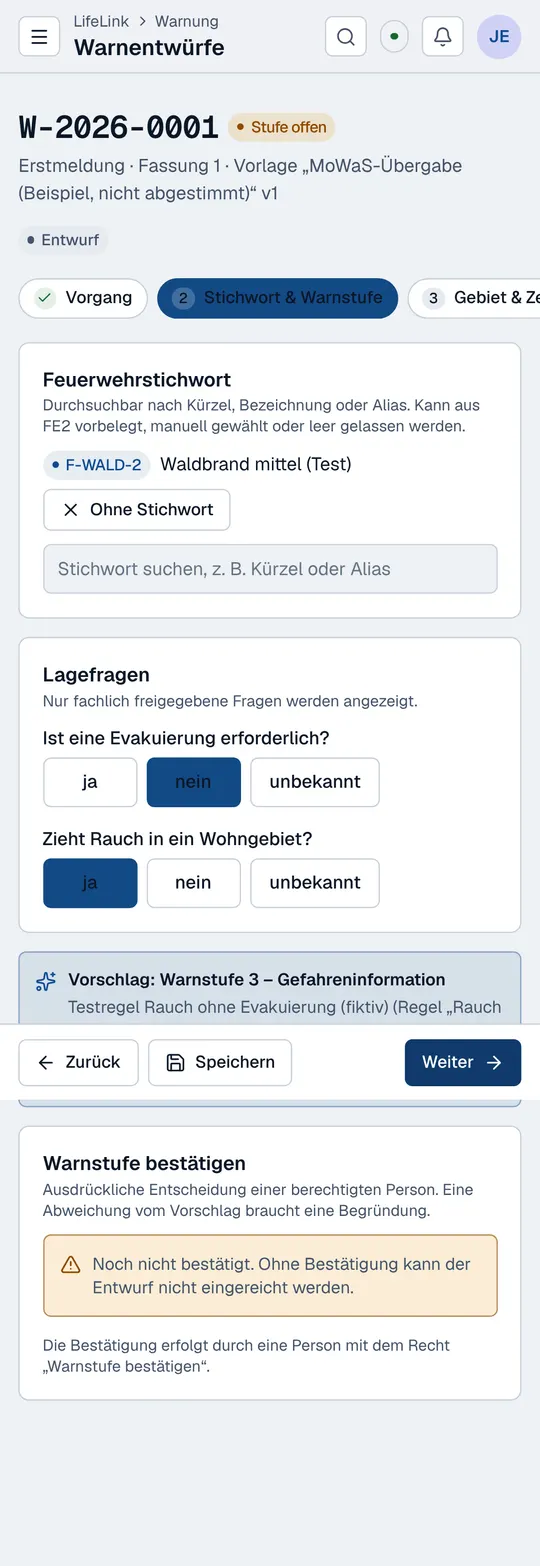 LifeLink > Warnung
Warnentwürfe
JE
W-2026-0001
Stufe offen
Erstmeldung · Fassung 1 · Vorlage „MoWaS-Übergabe
(Beispiel, nicht abgestimmt)“ v1
Entwurf
Vorgang
2 Stichwort & Warnstufe
3 Gebiet & Ze
Feuerwehrstichwort
Durchsuchbar nach Kürzel, Bezeichnung oder Alias. Kann aus
FE2 vorbelegt, manuell gewählt oder leer gelassen werden.
F-WALD-2 Waldbrand mittel (Test)
Ohne Stichwort
Stichwort suchen, z. B. Kürzel oder Alias
Lagefragen
Nur fachlich freigegebene Fragen werden angezeigt.
Ist eine Evakuierung erforderlich?
ja nein unbekannt
Zieht Rauch in ein Wohngebiet?
ja nein unbekannt
Vorschlag: Warnstufe 3 – Gefahreninformation
Testregel Rauch ohne Evakuierung (fiktiv) (Regel „Rauch
Zurück Speichern Weiter
Warnstufe bestätigen
Ausdrückliche Entscheidung einer berechtigten Person. Eine
Abweichung vom Vorschlag braucht eine Begründung.
Noch nicht bestätigt. Ohne Bestätigung kann der
Entwurf nicht eingereicht werden.
Die Bestätigung erfolgt durch eine Person mit dem Recht
„Warnstufe bestätigen“.